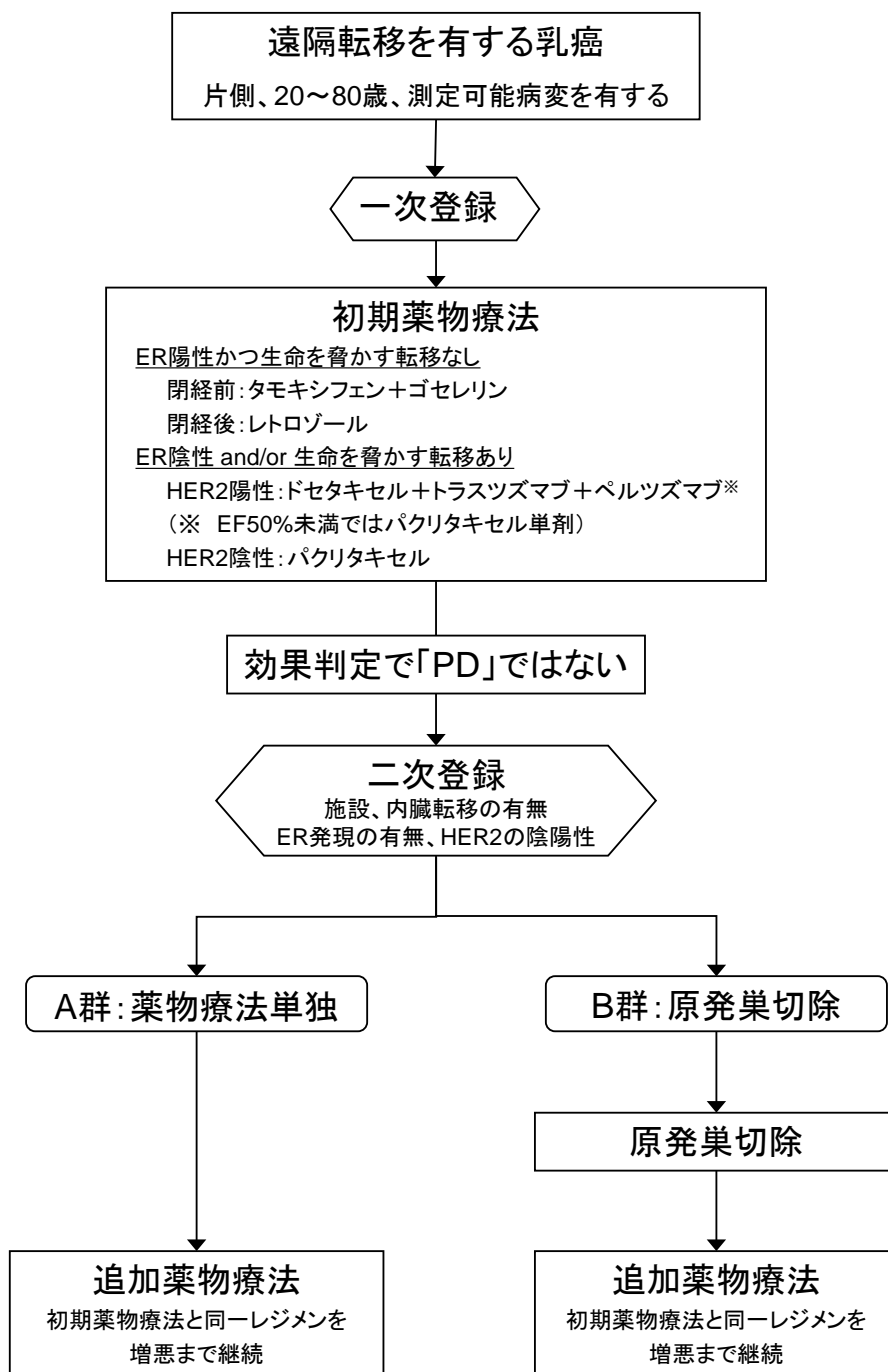 遠隔転移を有する乳癌
片側、20～80歳、測定可能病変を有する
一次登録
初期薬物療法
ER陽性かつ生命を脅かす転移なし
閉経前：タモキシフェン＋ゴセレリン
閉経後：レトロゾール
ER陰性 and/or 生命を脅かす転移あり
HER2陽性：ドセタキセル＋トラスツズマブ＋ペルツズマブ※
（※ EF50%未満ではパクリタキセル単剤）
HER2陰性：パクリタキセル
効果判定で「PD」ではない
二次登録
施設、内臓転移の有無
ER発現の有無、HER2の陰陽性
A群：薬物療法単独
B群：原発巣切除
原発巣切除
追加薬物療法
初期薬物療法と同一レジメンを
増悪まで継続
追加薬物療法
初期薬物療法と同一レジメンを
増悪まで継続